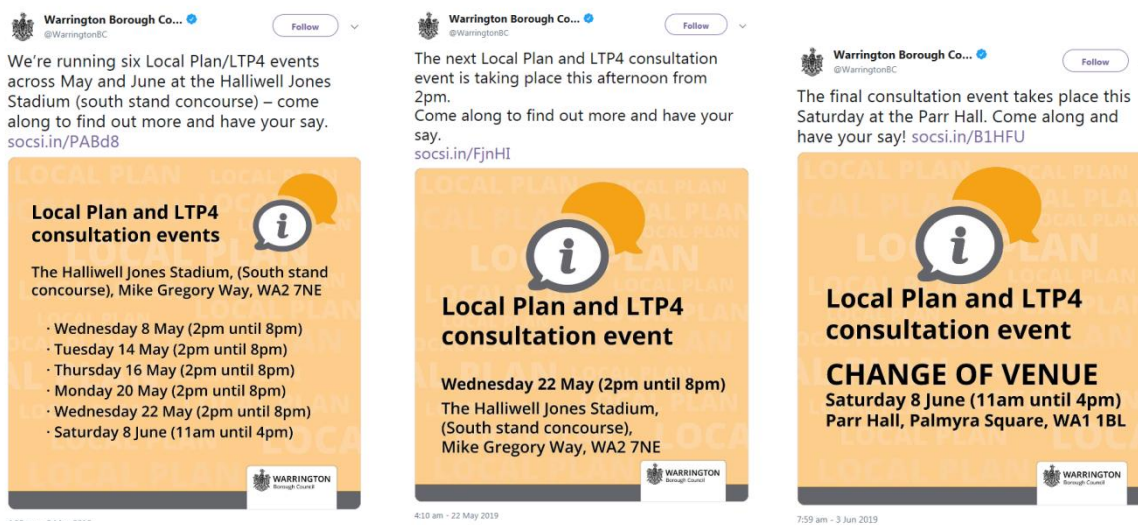 Warrington Borough Co...
@WarringtonBC
Follow
We're running six Local Plan/LTP4 events
across May and June at the Halliwell Jones
Stadium (south stand concourse) – come
along to find out more and have your say.
socsi.in/PABd8
Local Plan and LTP4
consultation events
i
The Halliwell Jones Stadium, (South stand
concourse), Mike Gregory Way, WA2 7NE
· Wednesday 8 May (2pm until 8pm)
· Tuesday 14 May (2pm until 8pm)
· Thursday 16 May (2pm until 8pm)
· Monday 20 May (2pm until 8pm)
· Wednesday 22 May (2pm until 8pm)
· Saturday 8 June (11am until 4pm)
WARRINGTON
Borough Council
Warrington Borough Co...
@WarringtonBC
Follow
The next Local Plan and LTP4 consultation
event is taking place this afternoon from
2pm.
Come along to find out more and have your
say.
socsi.in/FjnHI
i
Local Plan and LTP4
consultation event
Wednesday 22 May (2pm until 8pm)
The Halliwell Jones Stadium,
(South stand concourse),
Mike Gregory Way, WA2 7NE
WARRINGTON
Borough Council
4:10 am - 22 May 2019
Warrington Borough Co...
@WarringtonBC
Follow
The final consultation event takes place this
Saturday at the Parr Hall. Come along and
have your say! socsi.in/B1HFU
i
Local Plan and LTP4
consultation event
CHANGE OF VENUE
Saturday 8 June (11am until 4pm)
Parr Hall, Palmyra Square, WA1 1BL
WARRINGTON
Borough Council
7:59 am - 3 Jun 2019